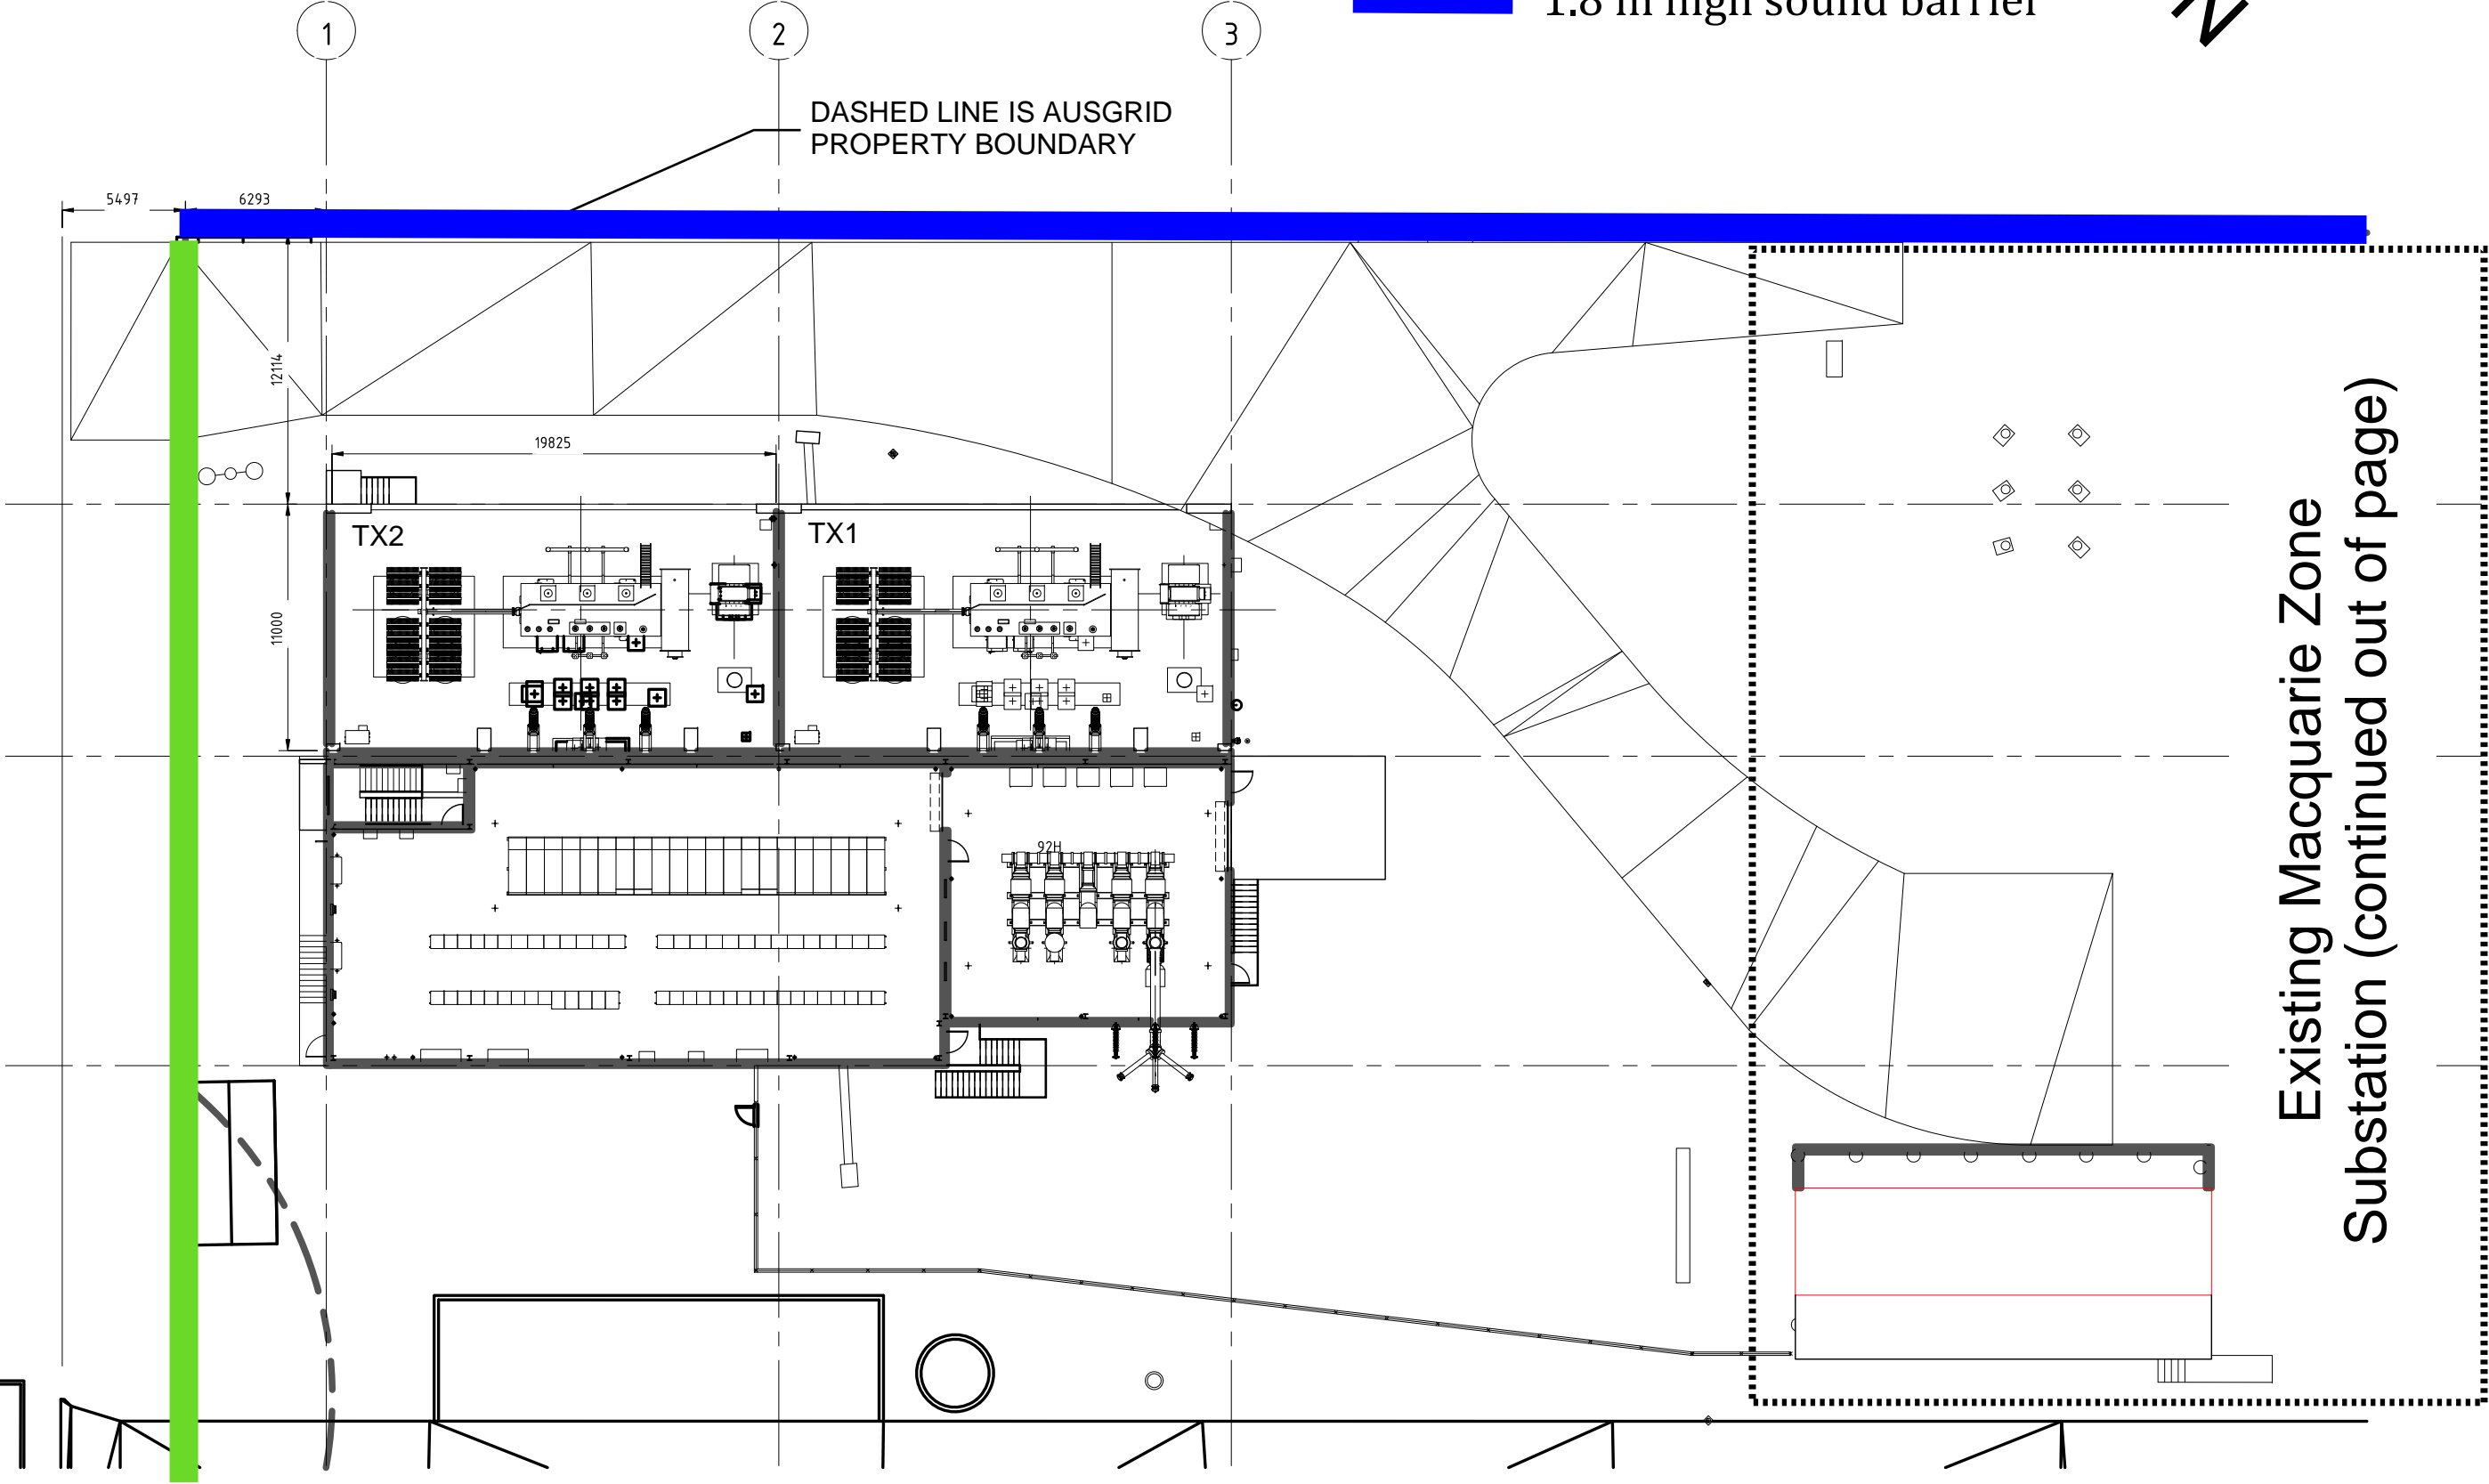 1.8 m high sound barrier
N
1
2
3
DASHED LINE IS AUSGRID
PROPERTY BOUNDARY
5497
6293
12114
19825
TX2
TX1
11000
92H
Existing Macquarie Zone
Substation (continued out of page)